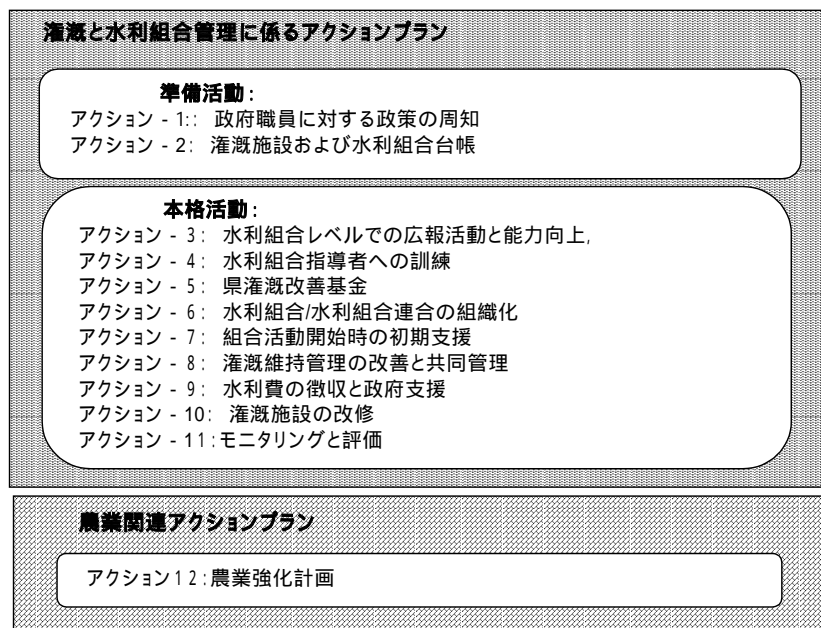 灌漑と水利組合管理に係るアクションプラン
準備活動:
アクション - 1:: 政府職員に対する政策の周知
アクション - 2: 灌漑施設および水利組合台帳
本格活動:
アクション - 3: 水利組合レベルでの広報活動と能力向上,
アクション - 4: 水利組合指導者への訓練
アクション - 5: 県灌漑改善基金
アクション - 6: 水利組合/水利組合連合の組織化
アクション - 7: 組合活動開始時の初期支援
アクション - 8: 灌漑維持管理の改善と共同管理
アクション - 9: 水利費の徴収と政府支援
アクション - 10: 灌漑施設の改修
アクション - 11:モニタリングと評価
農業関連アクションプラン
アクション12:農業強化計画